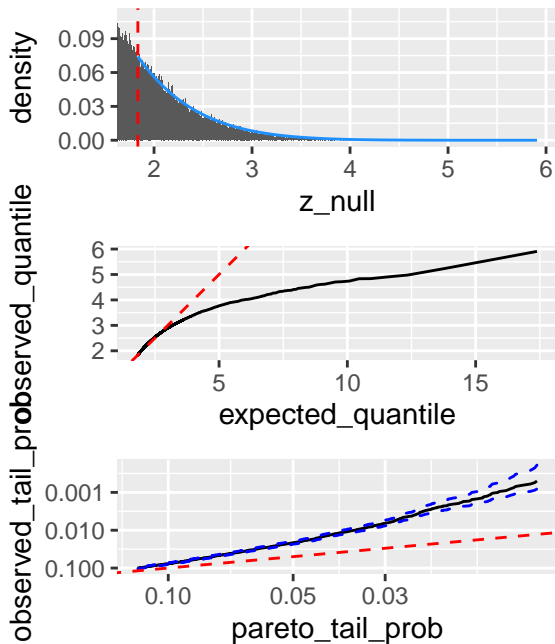 density
0.09
0.06
0.03
0.00
2 3 4 5 6
z_null
observed_quantile
6
5
4
3
2
5 10 15
expected_quantile
observed_tail_prob
0.001
0.010
0.100
0.10 0.05 0.03
pareto_tail_prob